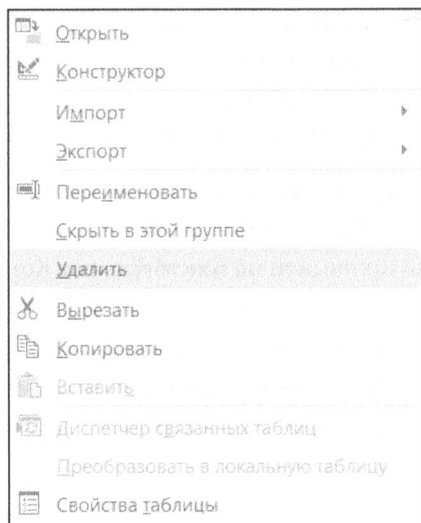 Открыть
Конструктор
Импорт
Экспорт
Переименовать
Скрыть в этой группе
Удалить
Вырезать
Копировать
Вставить
Диспетчер связанных таблиц
Преобразовать в локальную таблицу
Свойства таблицы